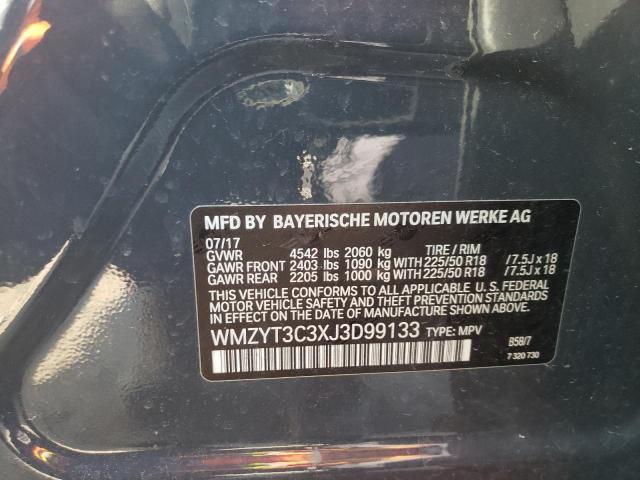 MFD BY BAYERISCHE MOTOREN WERKE AG
07/17
GVWR 4542 lbs 2060 kg TIRE / RIM
GAWR FRONT 2403 lbs 1090 kg WITH 225/50 R18 /7.5J x 18
GAWR REAR 2205 lbs 1000 kg WITH 225/50 R18 /7.5J x 18
THIS VEHICLE CONFORMS TO ALL APPLICABLE U. S. FEDERAL
MOTOR VEHICLE SAFETY AND THEFT PREVENTION STANDARDS
IN EFFECT ON THE DATE OF MANUFACTURE SHOWN ABOVE.
WMZYT3C3XJ3D99133 TYPE: MPV
B58/7
7 320 730